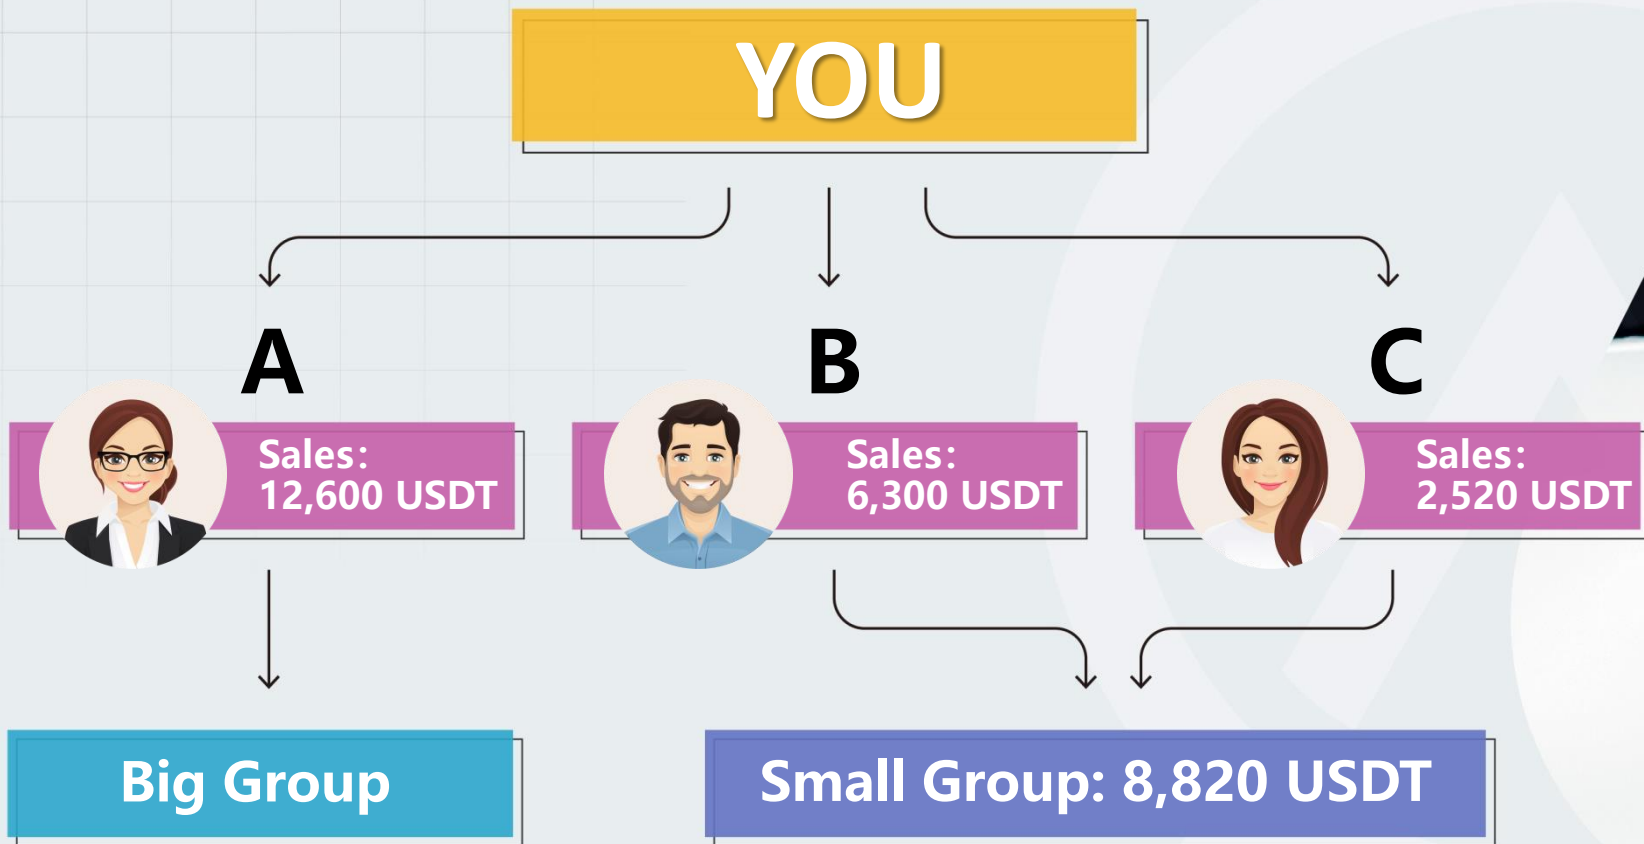 YOU
A
B
C
Sales:
12,600 USDT
Sales:
6,300 USDT
Sales:
2,520 USDT
Big Group
Small Group: 8,820 USDT